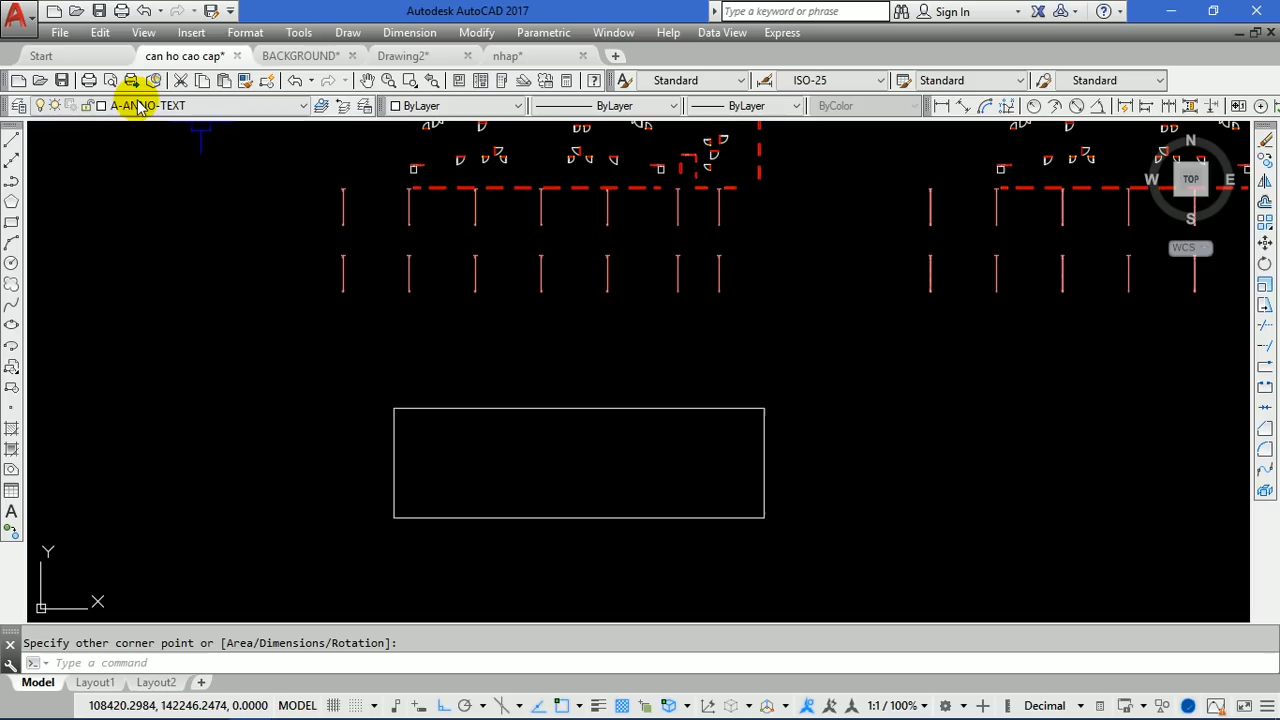 A Autodesk AutoCAD 2017 Type a keyword or phrase Sign In
File Edit View Insert Format Tools Draw Dimension Modify Parametric Window Help Data View Express
Start can ho cao cap* BACKGROUND* Drawing2* nhap*
Standard ISO-25 Standard Standard
A-ANNO-TEXT ByLayer ByLayer ByLayer ByColor
N
W TOP E
S
WCS
A
Y
X
Specify other corner point or [Area/Dimensions/Rotation]:
Type a command
Model Layout1 Layout2 +
108420.2984, 142246.2474, 0.0000 MODEL 1:1 / 100% Decimal